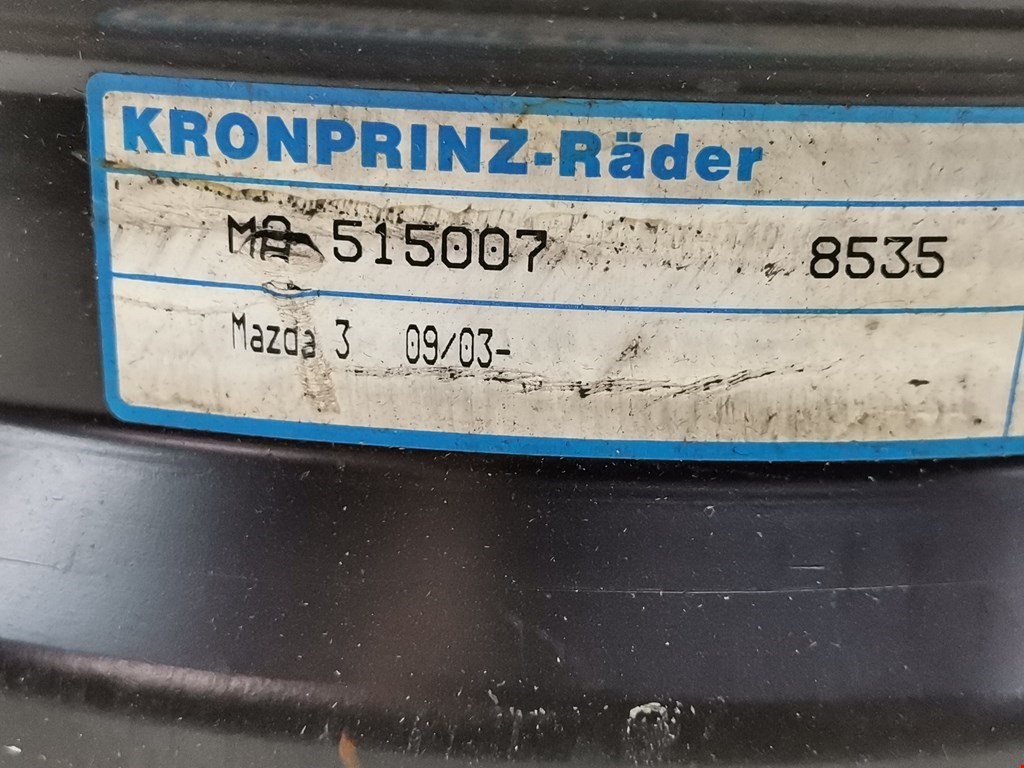 KRONPRINZ-Räder
515007 8535
Mazda 3 09/03-